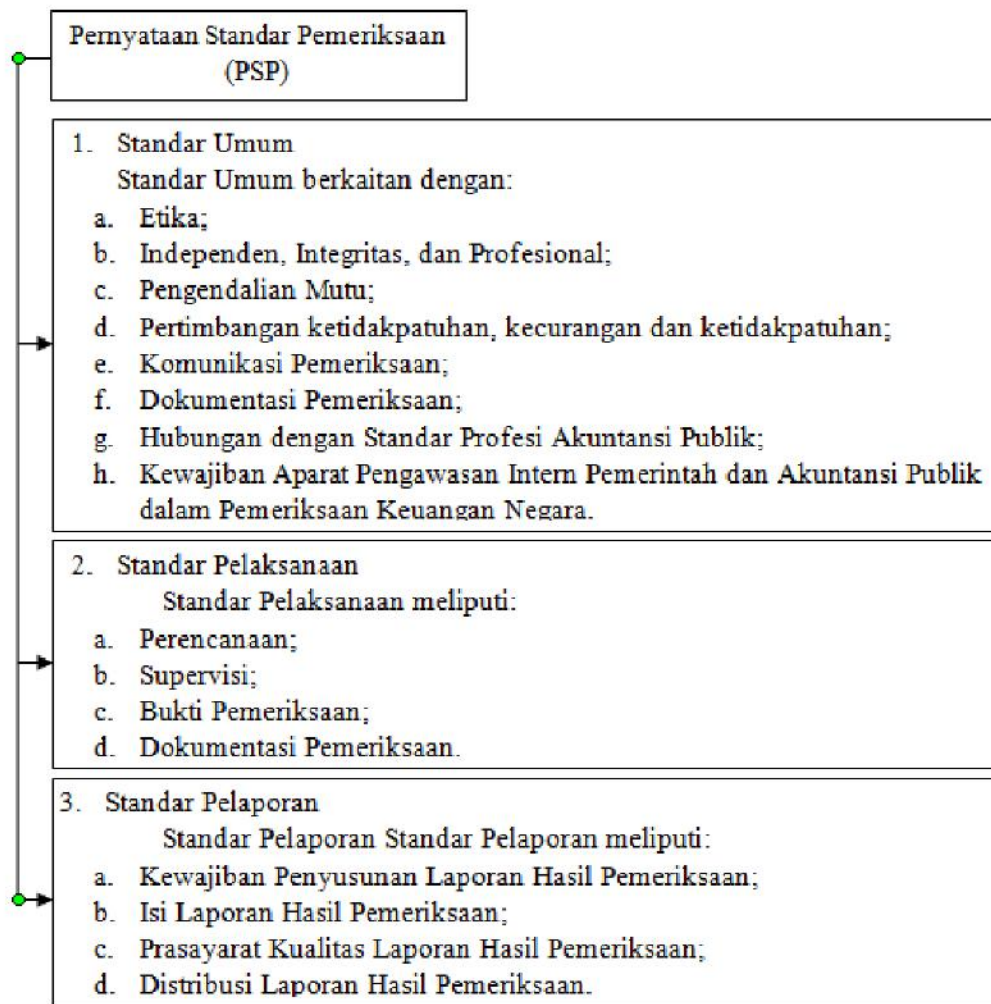 Pernyataan Standar Pemeriksaan
(PSP)
1. Standar Umum
Standar Umum berkaitan dengan:
a. Etika;
b. Independen, Integritas, dan Profesional;
c. Pengendalian Mutu;
d. Pertimbangan ketidakpatuhan, kecurangan dan ketidakpatuhan;
e. Komunikasi Pemeriksaan;
f. Dokumentasi Pemeriksaan;
g. Hubungan dengan Standar Profesi Akuntansi Publik;
h. Kewajiban Aparat Pengawasan Intern Pemerintah dan Akuntansi Publik
dalam Pemeriksaan Keuangan Negara.
2. Standar Pelaksanaan
Standar Pelaksanaan meliputi:
a. Perencanaan;
b. Supervisi;
c. Bukti Pemeriksaan;
d. Dokumentasi Pemeriksaan.
3. Standar Pelaporan
Standar Pelaporan Standar Pelaporan meliputi:
a. Kewajiban Penyusunan Laporan Hasil Pemeriksaan;
b. Isi Laporan Hasil Pemeriksaan;
c. Prasayarat Kualitas Laporan Hasil Pemeriksaan;
d. Distribusi Laporan Hasil Pemeriksaan.